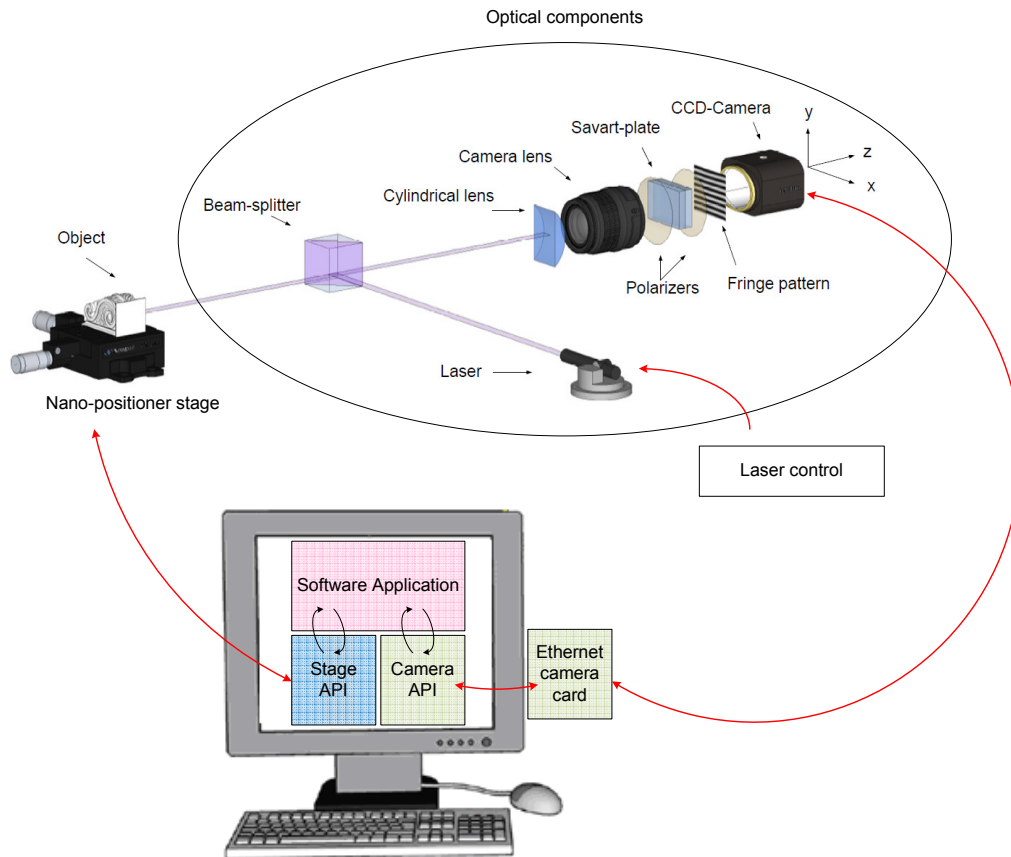 Optical components
CCD-Camera
y
z
x
Savart-plate
Camera lens
Cylindrical lens
Beam-splitter
Object
Polarizers
Fringe pattern
Laser
Nano-positioner stage
Laser control
Software Application
Stage
API
Camera
API
Ethernet
camera
card